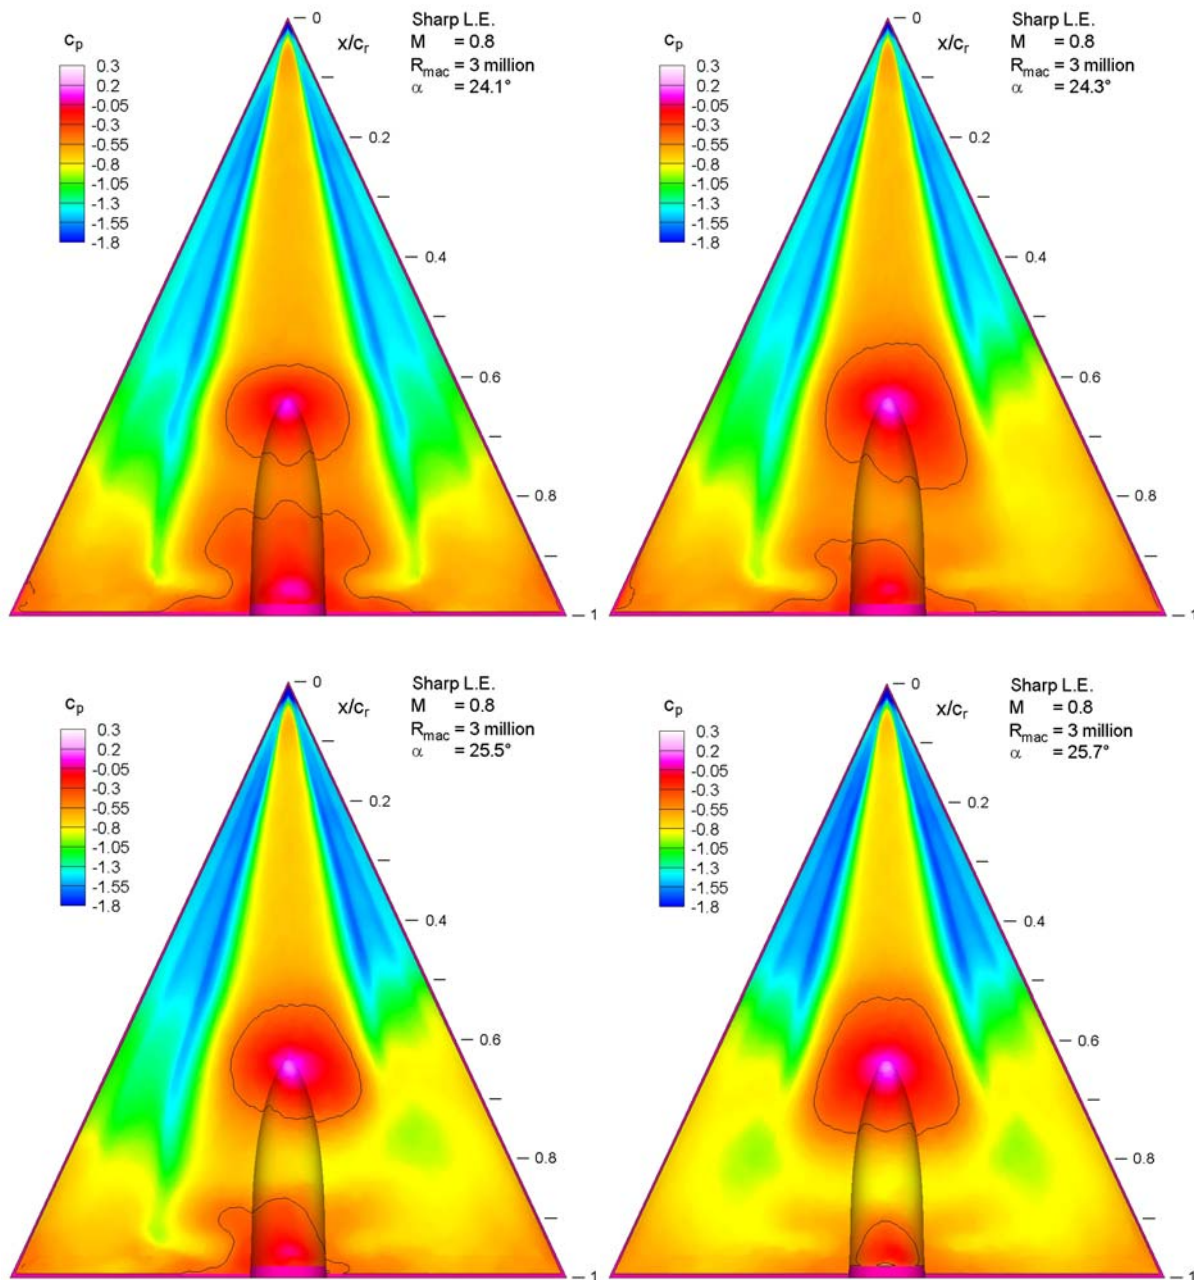 Sharp L.E.
M = 0.8
Rmac = 3 million
α = 24.1°
cp
0.3
0.2
-0.05
-0.3
-0.55
-0.8
-1.05
-1.3
-1.55
-1.8
x/cr
0
0.2
0.4
0.6
0.8
1
Sharp L.E.
M = 0.8
Rmac = 3 million
α = 24.3°
cp
0.3
0.2
-0.05
-0.3
-0.55
-0.8
-1.05
-1.3
-1.55
-1.8
x/cr
0
0.2
0.4
0.6
0.8
1
Sharp L.E.
M = 0.8
Rmac = 3 million
α = 25.5°
cp
0.3
0.2
-0.05
-0.3
-0.55
-0.8
-1.05
-1.3
-1.55
-1.8
x/cr
0
0.2
0.4
0.6
0.8
1
Sharp L.E.
M = 0.8
Rmac = 3 million
α = 25.7°
cp
0.3
0.2
-0.05
-0.3
-0.55
-0.8
-1.05
-1.3
-1.55
-1.8
x/cr
0
0.2
0.4
0.6
0.8
1